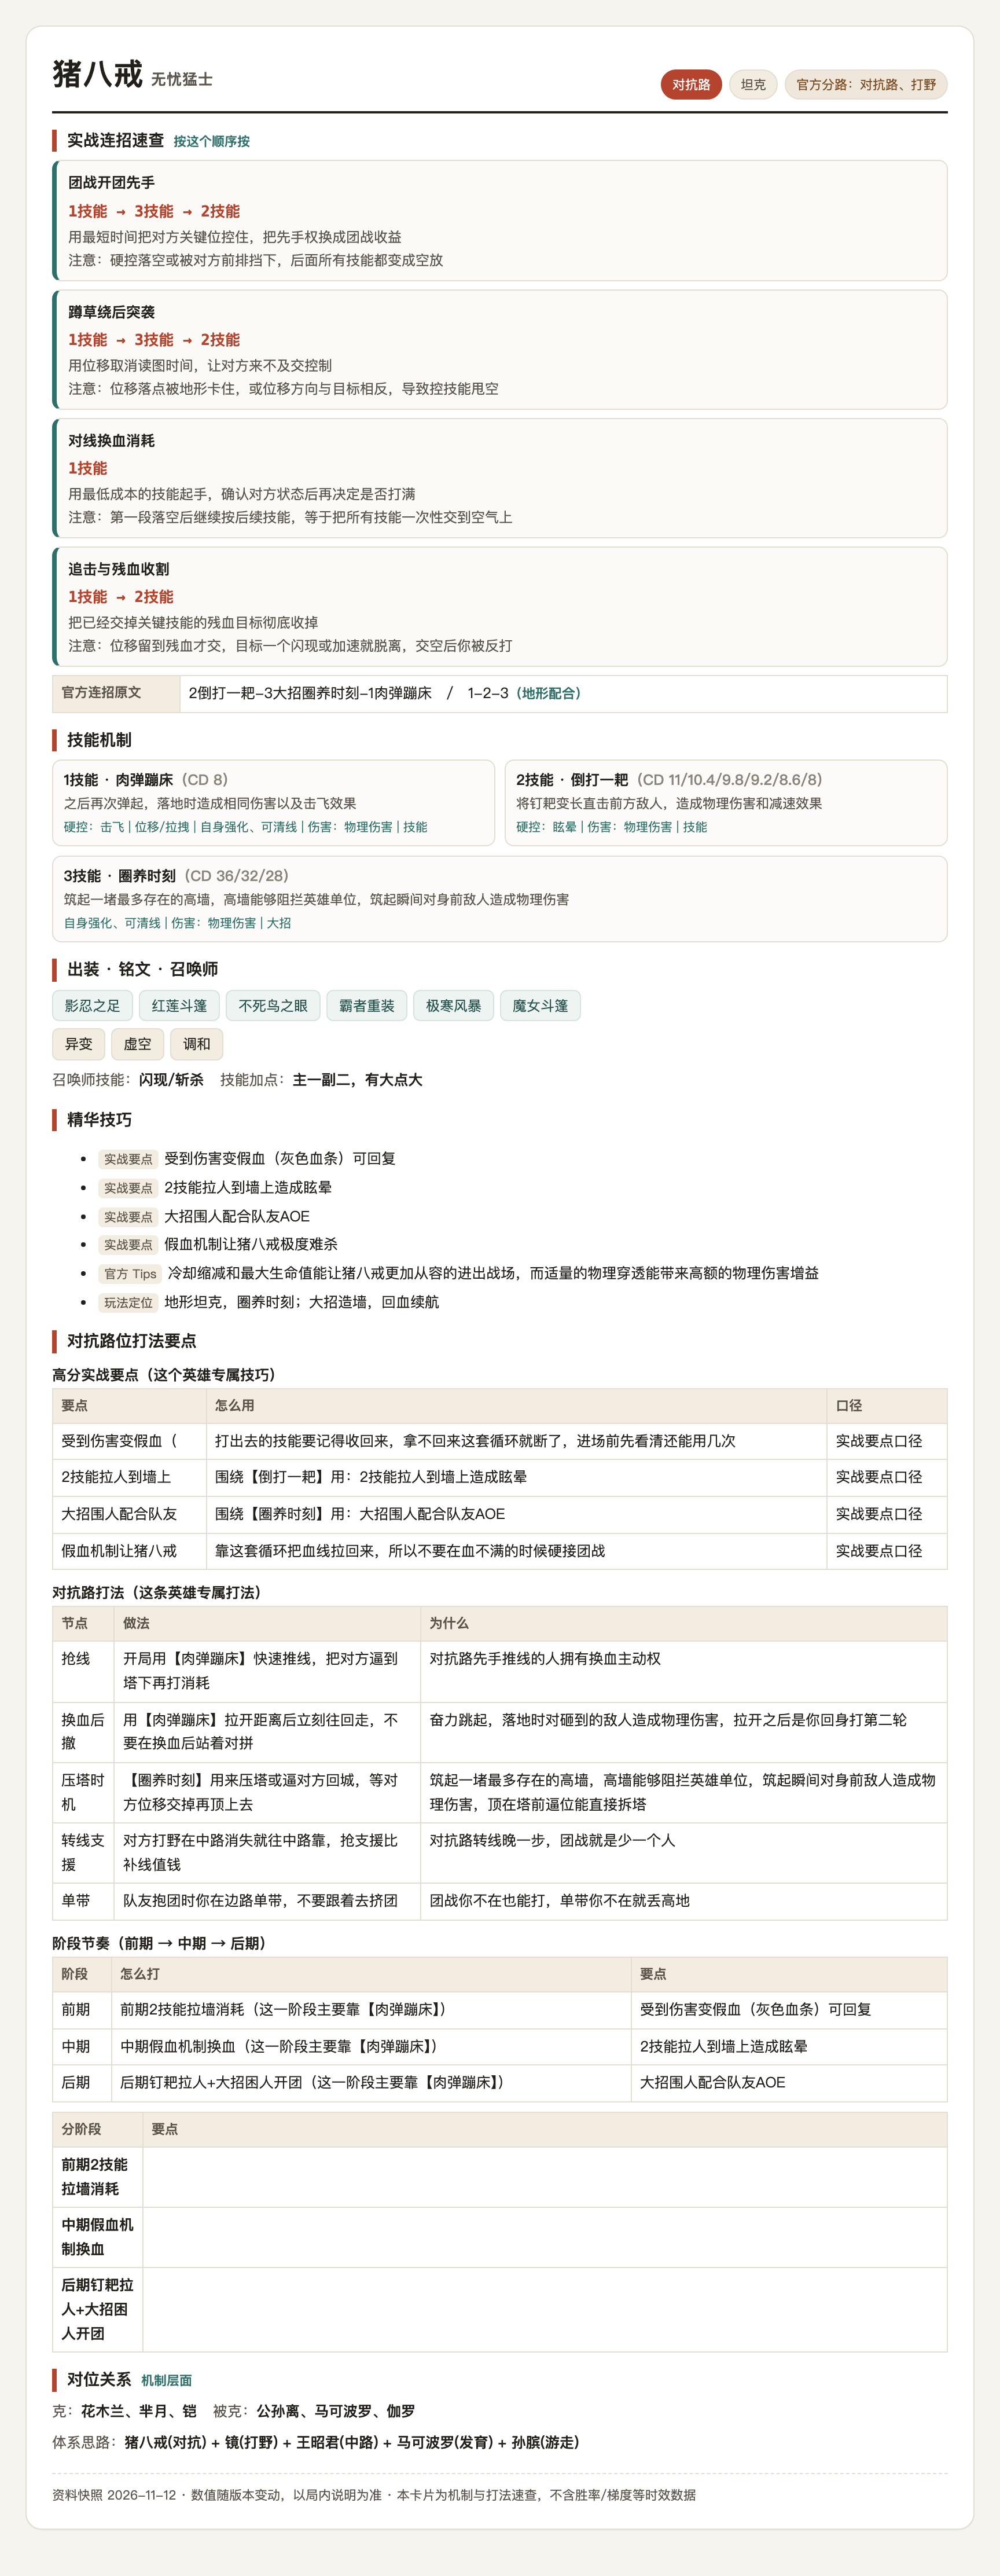 猪八戒 无忧猛士
对抗路 坦克 官方分路：对抗路、打野
实战连招速查 按这个顺序按
团战开团先手
1技能 → 3技能 → 2技能
用最短时间把对方关键位控住，把先手权换成团战收益
注意：硬控落空或被对方前排挡下，后面所有技能都变成空放
蹲草绕后突袭
1技能 → 3技能 → 2技能
用位移取消读图时间，让对方来不及交控制
注意：位移落点被地形卡住，或位移方向与目标相反，导致控技能甩空
对线换血消耗
1技能
用最低成本的技能起手，确认对方状态后再决定是否打满
注意：第一段落空后继续按后续技能，等于把所有技能一次性交到空气上
追击与残血收割
1技能 → 2技能
把已经交掉关键技能的残血目标彻底收掉
注意：位移留到残血才交，目标一个闪现或加速就脱离，交空后你被反打
官方连招原文 2倒打一耙-3大招圈养时刻-1肉弹蹦床 / 1-2-3（地形配合）
技能机制
1技能 · 肉弹蹦床（CD 8）
之后再次弹起，落地时造成相同伤害以及击飞效果
硬控：击飞 | 位移/拉拽 | 自身强化、可清线 | 伤害：物理伤害 | 技能
2技能 · 倒打一耙（CD 11/10.4/9.8/9.2/8.6/8）
将钉耙变长直击前方敌人，造成物理伤害和减速效果
硬控：眩晕 | 伤害：物理伤害 | 技能
3技能 · 圈养时刻（CD 36/32/28）
筑起一堵最多存在的高墙，高墙能够阻拦英雄单位，筑起瞬间对身前敌人造成物理伤害
自身强化、可清线 | 伤害：物理伤害 | 大招
出装 · 铭文 · 召唤师
影忍之足 红莲斗篷 不死鸟之眼 霸者重装 极寒风暴 魔女斗篷
异变 虚空 调和
召唤师技能：闪现/斩杀 技能加点：主一副二，有大点大
精华技巧
• 实战要点 受到伤害变假血（灰色血条）可回复
• 实战要点 2技能拉人到墙上造成眩晕
• 实战要点 大招围人配合队友AOE
• 实战要点 假血机制让猪八戒极度难杀
• 官方 Tips 冷却缩减和最大生命值能让猪八戒更加从容的进出战场，而适量的物理穿透能带来高额的物理伤害增益
• 玩法定位 地形坦克，圈养时刻；大招造墙，回血续航
对抗路位打法要点
高分实战要点（这个英雄专属技巧）
要点 怎么用 口径
受到伤害变假血（ 打出去的技能要记得收回来，拿不回来这套循环就断了，进场前先看清还能用几次 实战要点口径
2技能拉人到墙上 围绕【倒打一耙】用：2技能拉人到墙上造成眩晕 实战要点口径
大招围人配合队友 围绕【圈养时刻】用：大招围人配合队友AOE 实战要点口径
假血机制让猪八戒 靠这套循环把血线拉回来，所以不要在血不满的时候硬接团战 实战要点口径
对抗路打法（这条英雄专属打法）
节点 做法 为什么
抢线 开局用【肉弹蹦床】快速推线，把对方逼到 对抗路先手推线的人拥有换血主动权
塔下再打消耗
换血后 用【肉弹蹦床】拉开距离后立刻往回走，不 奋力跳起，落地时对砸到的敌人造成物理伤害，拉开之后是你回身打第二轮
撤 要在换血后站着对拼
压塔时 【圈养时刻】用来压塔或逼对方回城，等对 筑起一堵最多存在的高墙，高墙能够阻拦英雄单位，筑起瞬间对身前敌人造成物
机 方位移交掉再顶上去 理伤害，顶在塔前逼位能直接拆塔
转线支 对方打野在中路消失就往中路靠，抢支援比 对抗路转线晚一步，团战就是少一个人
援 补线值钱
单带 队友抱团时你在边路单带，不要跟着去挤团 团战你不在也能打，单带你不在就丢高地
阶段节奏（前期 → 中期 → 后期）
阶段 怎么打 要点
前期 前期2技能拉墙消耗（这一阶段主要靠【肉弹蹦床】） 受到伤害变假血（灰色血条）可回复
中期 中期假血机制换血（这一阶段主要靠【肉弹蹦床】） 2技能拉人到墙上造成眩晕
后期 后期钉耙拉人+大招困人开团（这一阶段主要靠【肉弹蹦床】） 大招围人配合队友AOE
分阶段 要点
前期2技能
拉墙消耗
中期假血机
制换血
后期钉耙拉
人+大招困
人开团
对位关系 机制层面
克：花木兰、芈月、铠 被克：公孙离、马可波罗、伽罗
体系思路：猪八戒(对抗) + 镜(打野) + 王昭君(中路) + 马可波罗(发育) + 孙膑(游走)
资料快照 2026-11-12 · 数值随版本变动，以局内说明为准 · 本卡片为机制与打法速查，不含胜率/梯度等时效数据